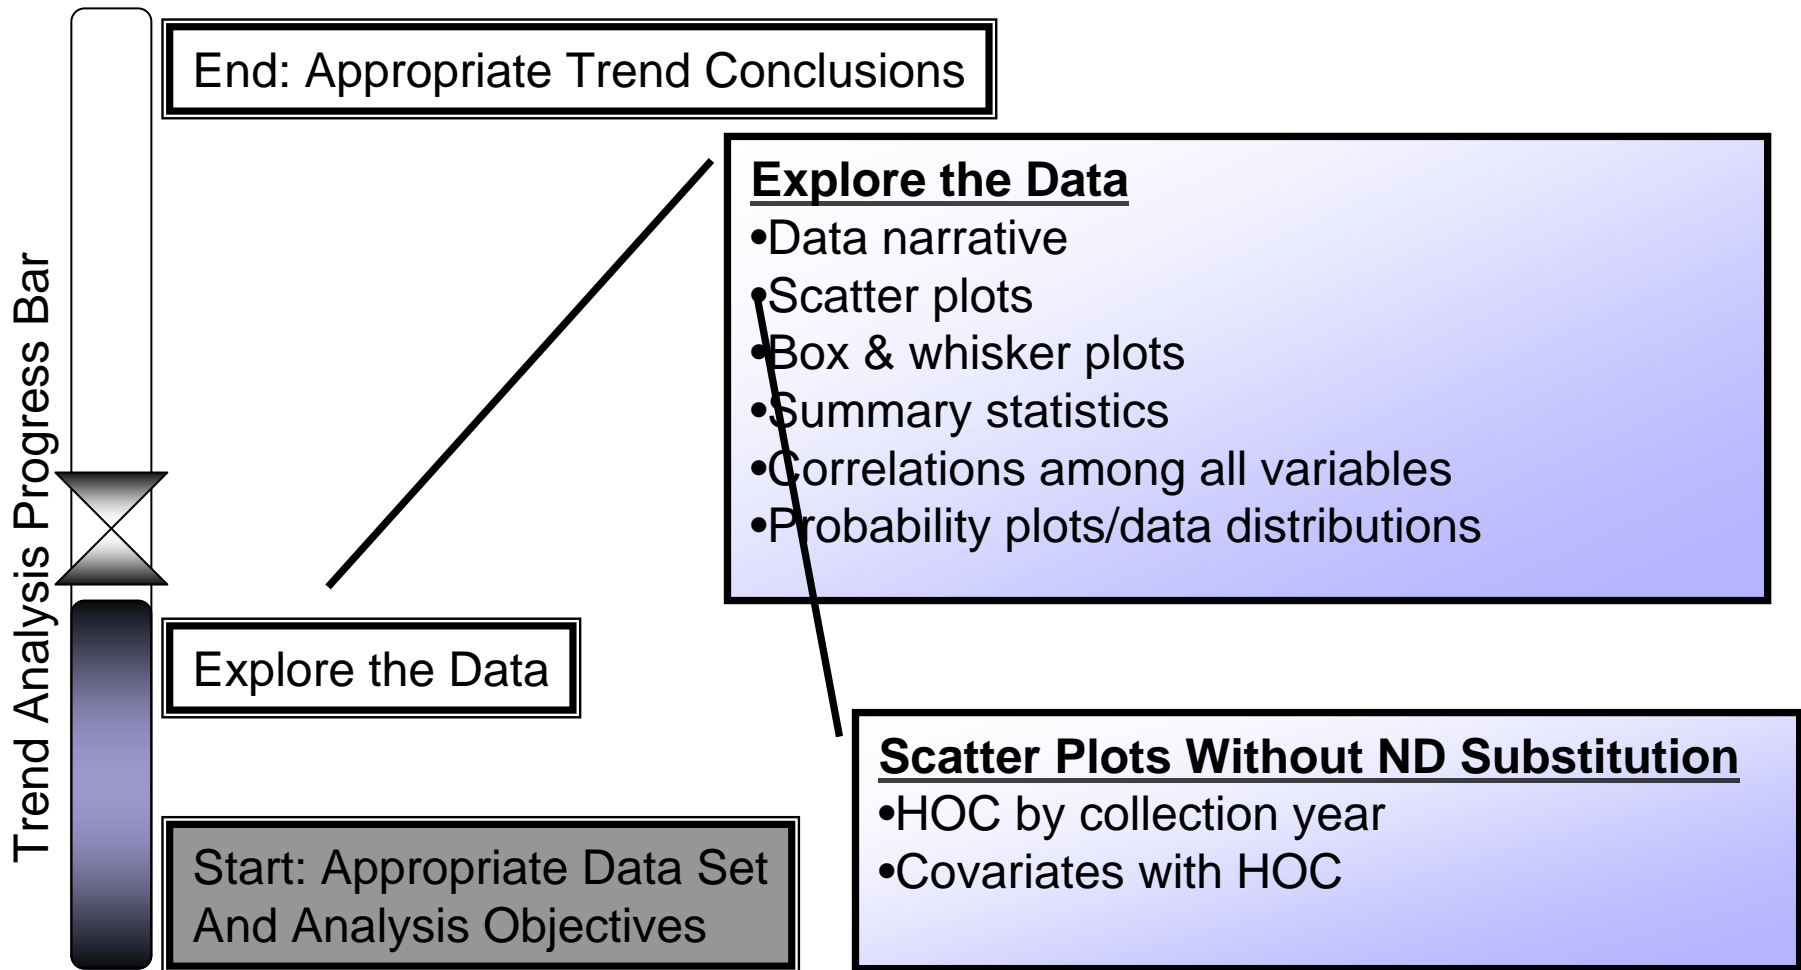 Trend Analysis Progress Bar
End: Appropriate Trend Conclusions
Explore the Data
•Data narrative
•Scatter plots
•Box & whisker plots
•Summary statistics
•Correlations among all variables
•Probability plots/data distributions
Explore the Data
Scatter Plots Without ND Substitution
•HOC by collection year
•Covariates with HOC
Start: Appropriate Data Set
And Analysis Objectives